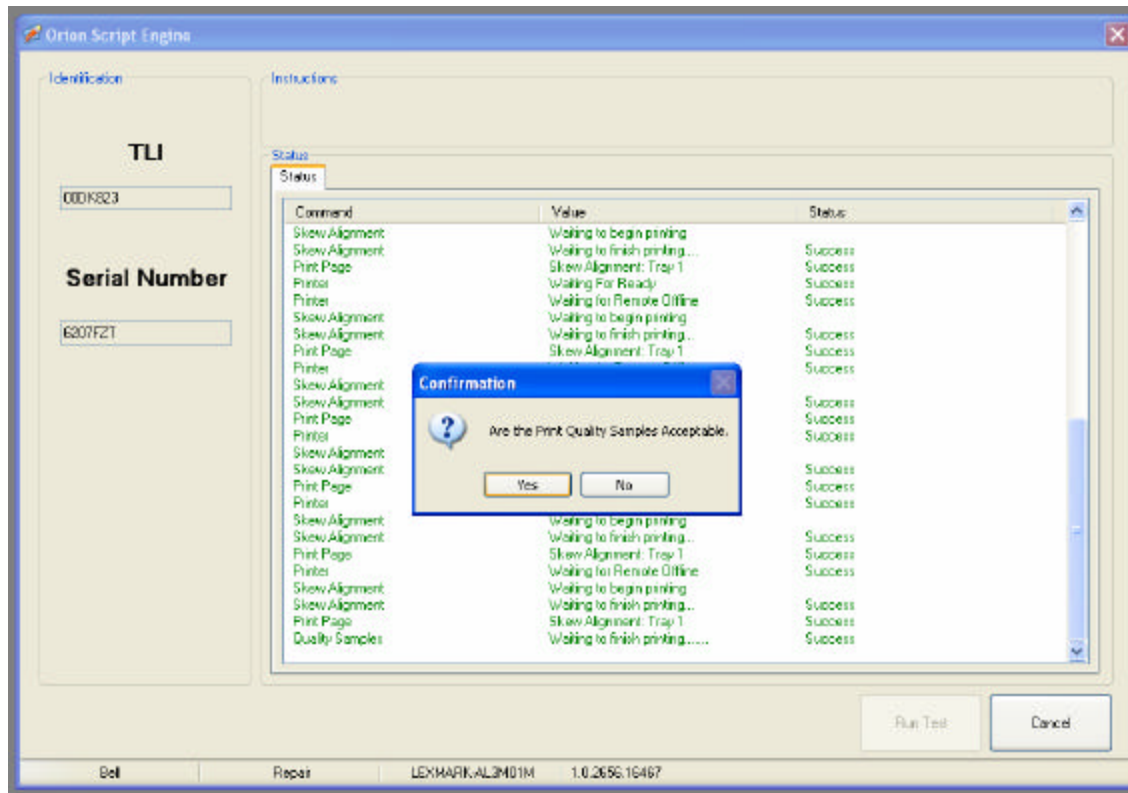 Orion Script Engine
Identification
Instructions
TLI
00DK823
Serial Number
6207FZT
Status
Status
Command Value Status
Skew Alignment Waiting to begin printing
Skew Alignment Waiting to finish printing.... Success
Print Page Skew Alignment: Tray 1 Success
Printer Waiting For Ready Success
Printer Waiting for Remote Offline Success
Skew Alignment Waiting to begin printing
Skew Alignment Waiting to finish printing... Success
Print Page Skew Alignment: Tray 1 Success
Printer Success
Skew Alignment
Skew Alignment Success
Print Page Success
Printer Success
Skew Alignment
Skew Alignment Success
Print Page Success
Printer Success
Skew Alignment Waiting to begin printing
Skew Alignment Waiting to finish printing... Success
Print Page Skew Alignment: Tray 1 Success
Printer Waiting for Remote Offline Success
Skew Alignment Waiting to begin printing
Skew Alignment Waiting to finish printing... Success
Print Page Skew Alignment: Tray 1 Success
Quality Samples Waiting to finish printing....... Success
Confirmation
Are the Print Quality Samples Acceptable.
Yes No
Run Test Cancel
Bell Repair LEXMARK\AL3M01M 1.0.2656.16467